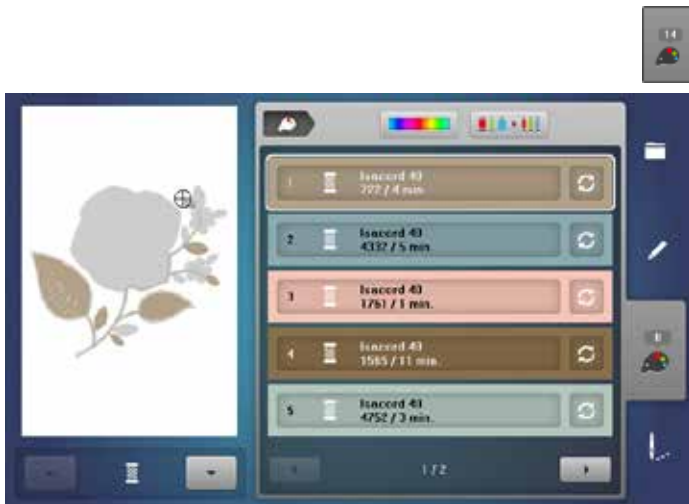 14
1
Isacord 40
722 / 4 min.
2
Isacord 40
4332 / 5 min.
3
Isacord 40
1761 / 1 min.
4
Isacord 40
1565 / 11 min.
5
Isacord 40
4752 / 3 min.
1 / 2